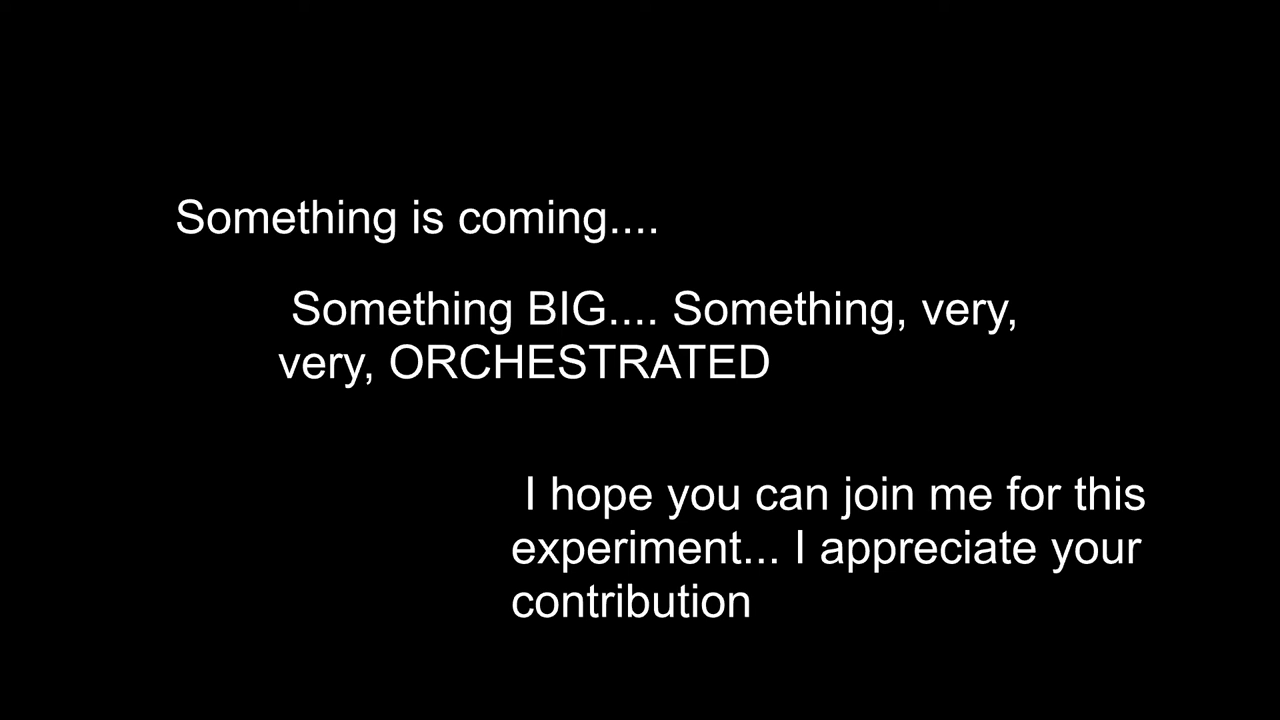 Something is coming....
Something BIG.... Something, very,
very, ORCHESTRATED
I hope you can join me for this
experiment... I appreciate your
contribution